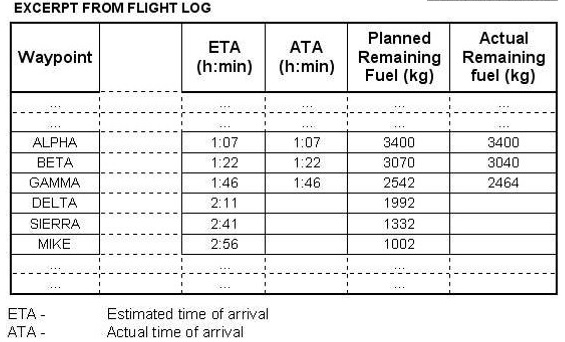 EXCERPT FROM FLIGHT LOG
Waypoint ETA (h:min) ATA (h:min) Planned Remaining Fuel (kg) Actual Remaining fuel (kg)
... ... ... ... ...
... ... ... ... ...
ALPHA 1:07 1:07 3400 3400
BETA 1:22 1:22 3070 3040
GAMMA 1:46 1:46 2542 2464
DELTA 2:11 1992
SIERRA 2:41 1332
MIKE 2:56 1002
... ... ... ... ...
... ... ... ... ...
ETA - Estimated time of arrival
ATA - Actual time of arrival